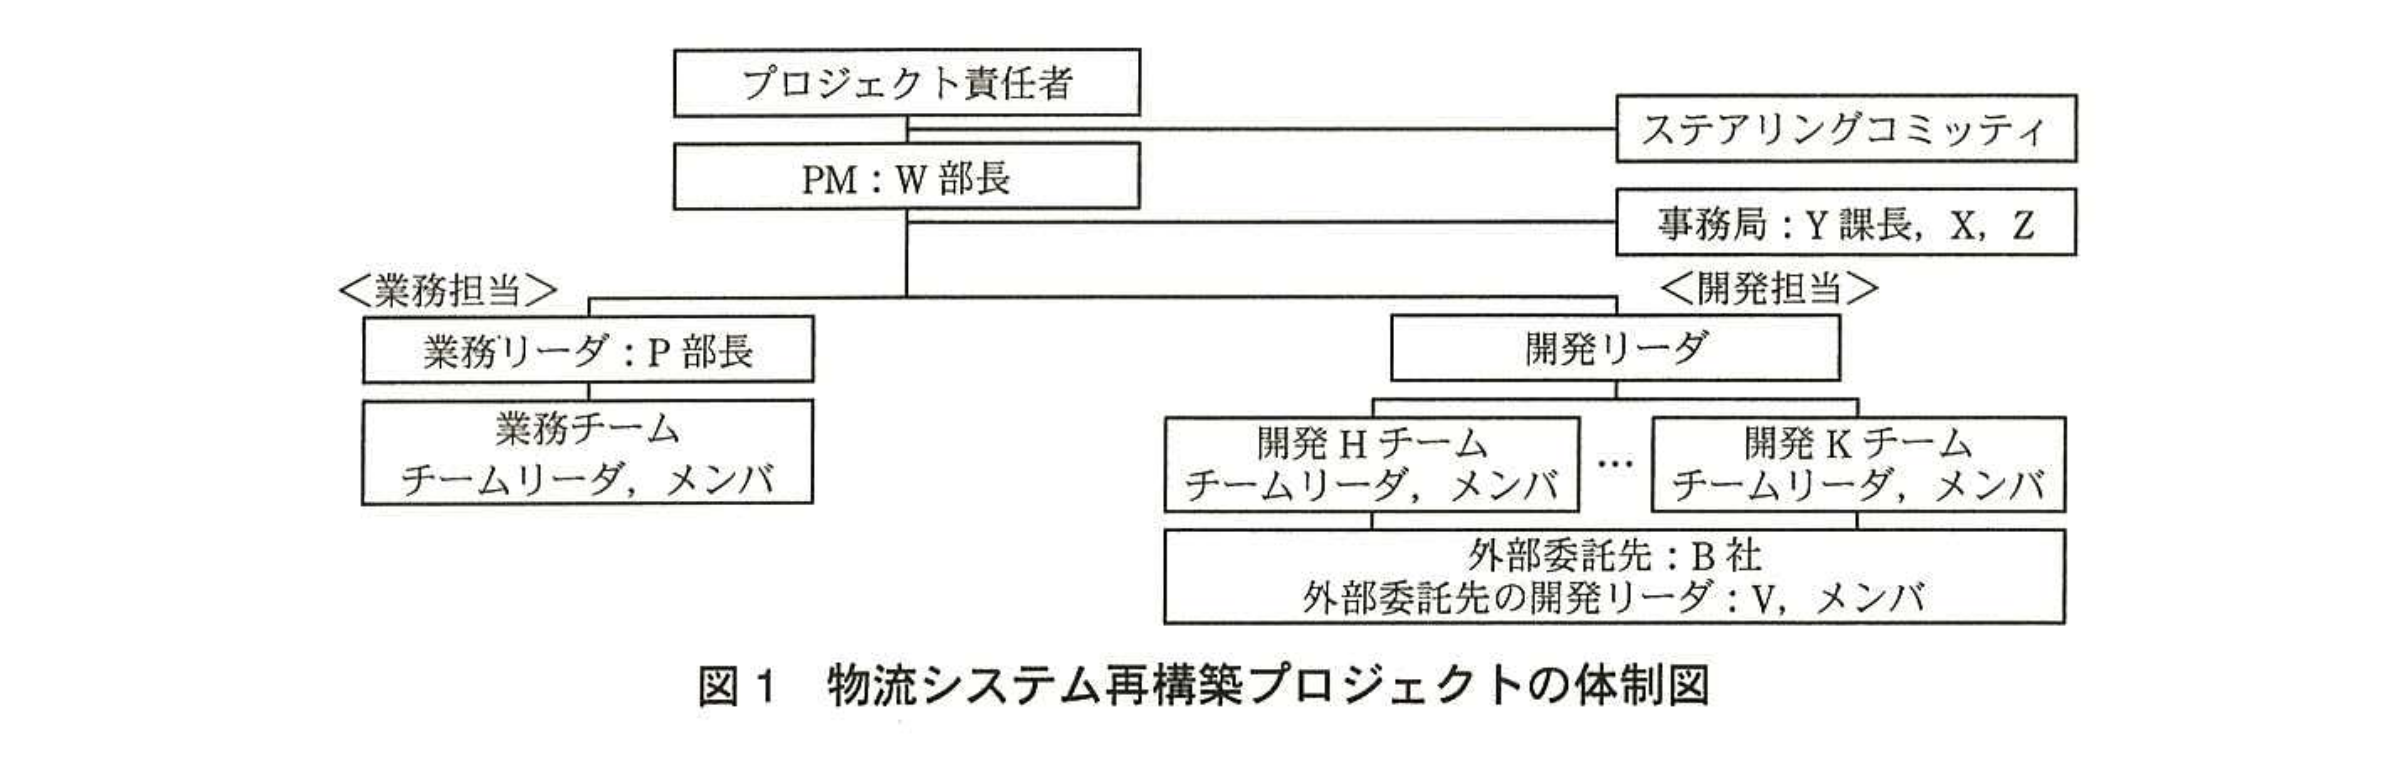 プロジェクト責任者
ステアリングコミッティ
PM：W 部長
事務局：Y 課長，X，Z
＜業務担当＞
＜開発担当＞
業務リーダ：P 部長
開発リーダ
業務チーム
チームリーダ，メンバ
開発 H チーム
チームリーダ，メンバ
…
開発 K チーム
チームリーダ，メンバ
外部委託先：B 社
外部委託先の開発リーダ：V，メンバ
図 1　物流システム再構築プロジェクトの体制図